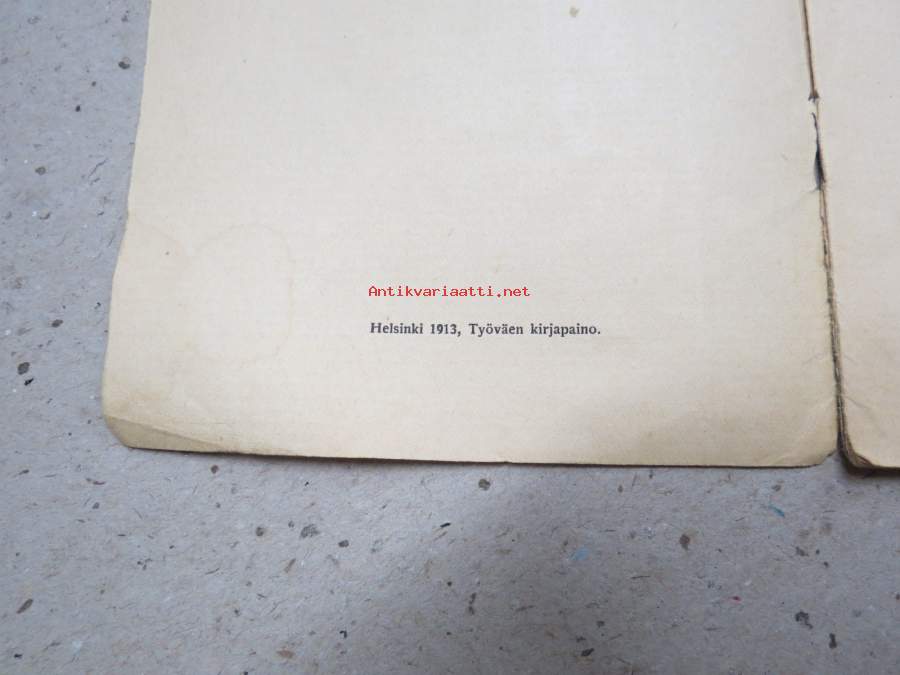 Antikvariaatti.net
Helsinki 1913, Työväen kirjapaino.